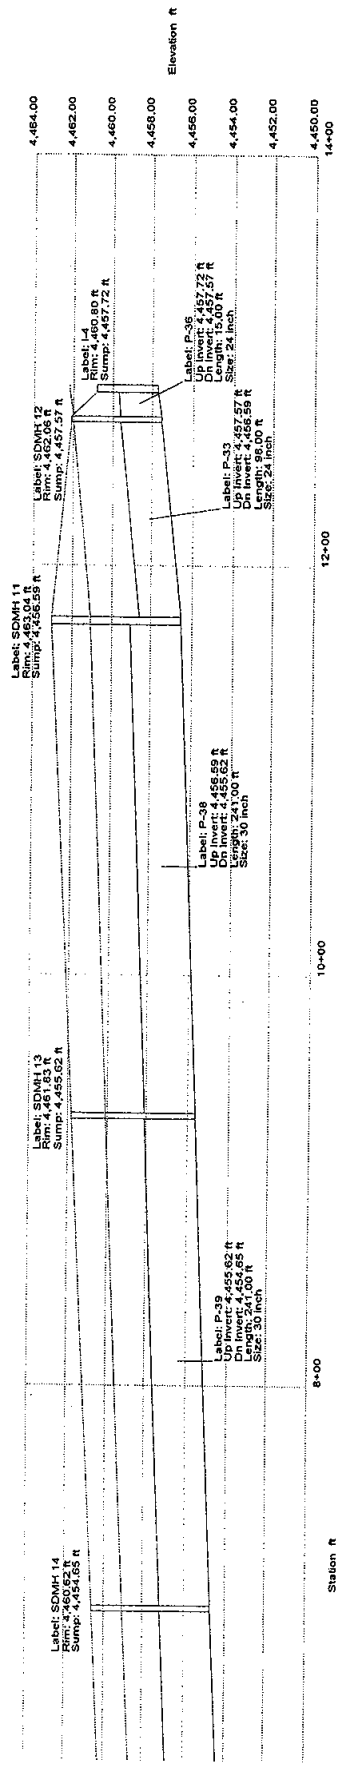 Elevation ft
4,464.00
4,462.00
4,460.00
4,458.00
4,456.00
4,454.00
4,452.00
4,450.00
14+00
Label: I-4
Rim: 4,460.80 ft
Sump: 4,457.72 ft
Label: P-36
Up Invert: 4,457.72 ft
Dn Invert: 4,457.57 ft
Length: 15.00 ft
Size: 24 inch
Label: SDMH 12
Rim: 4,462.06 ft
Sump: 4,457.57 ft
Label: P-33
Up Invert: 4,457.57 ft
Dn Invert: 4,456.59 ft
Length: 98.00 ft
Size: 24 inch
12+00
Label: SDMH 11
Rim: 4,463.04 ft
Sump: 4,456.59 ft
Label: P-38
Up Invert: 4,456.59 ft
Dn Invert: 4,455.62 ft
Length: 241.00 ft
Size: 30 inch
10+00
Label: SDMH 13
Rim: 4,461.83 ft
Sump: 4,455.62 ft
Label: P-39
Up Invert: 4,455.62 ft
Dn Invert: 4,454.65 ft
Length: 241.00 ft
Size: 30 inch
8+00
Label: SDMH 14
Rim: 4,460.62 ft
Sump: 4,454.65 ft
Station ft